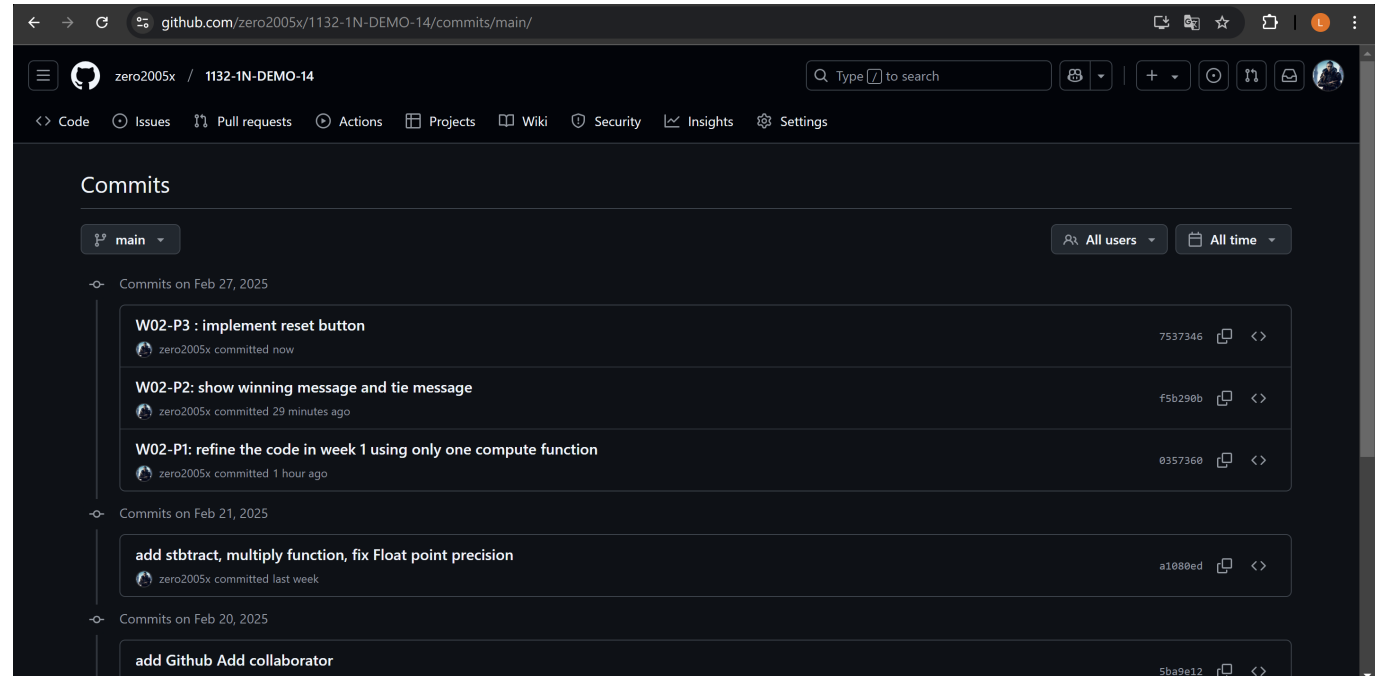 github.com/zero2005x/1132-1N-DEMO-14/commits/main/
L
zero2005x / 1132-1N-DEMO-14
Type / to search
Code Issues Pull requests Actions Projects Wiki Security Insights Settings
Commits
main All users All time
Commits on Feb 27, 2025
W02-P3 : implement reset button
7537346
zero2005x committed now
W02-P2: show winning message and tie message
f5b290b
zero2005x committed 29 minutes ago
W02-P1: refine the code in week 1 using only one compute function
0357360
zero2005x committed 1 hour ago
Commits on Feb 21, 2025
add stbtract, multiply function, fix Float point precision
a1080ed
zero2005x committed last week
Commits on Feb 20, 2025
add Github Add collaborator
5ba9e12